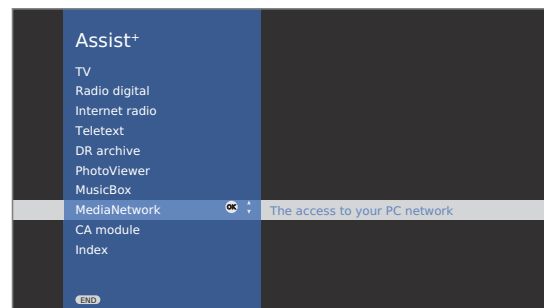 Assist+
TV
Radio digital
Internet radio
Teletext
DR archive
PhotoViewer
MusicBox
MediaNetwork OK The access to your PC network
CA module
Index
END